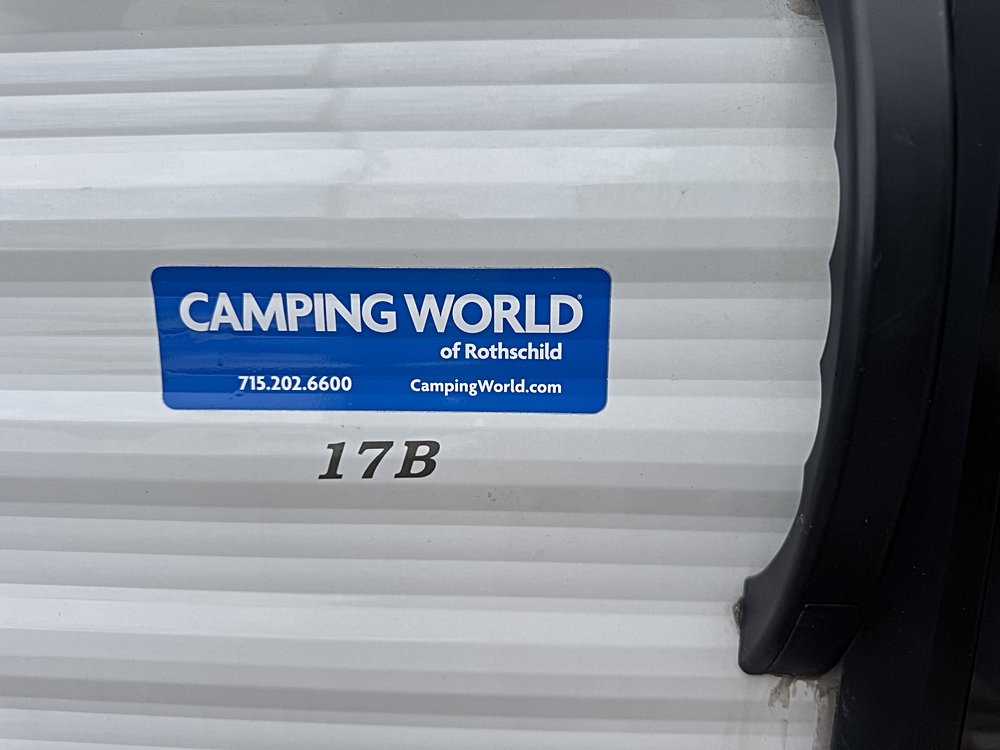 CAMPING WORLD®
of Rothschild
715.202.6600 CampingWorld.com
17B